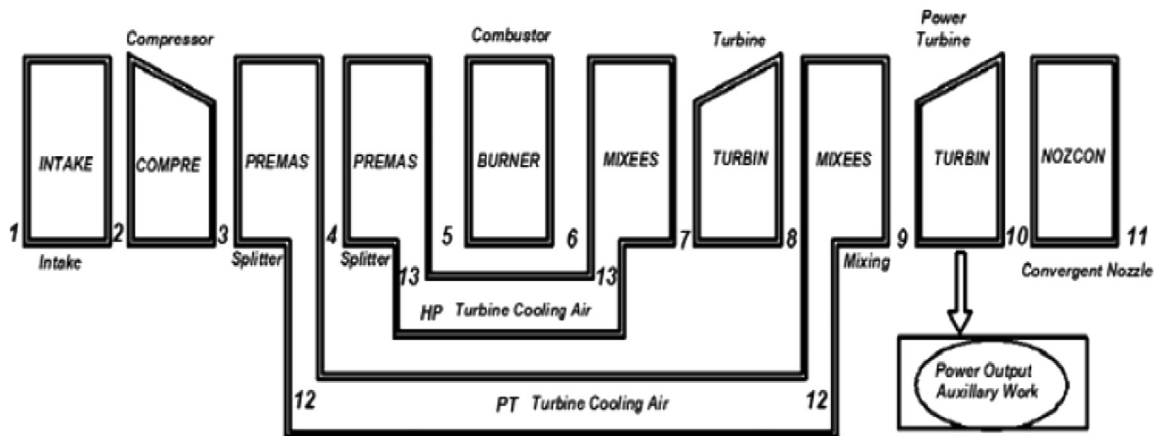 Compressor
Combustor
Turbine
Power
Turbine
INTAKE
COMPRE
PREMAS
PREMAS
BURNER
MIXEES
TURBIN
MIXEES
TURBIN
NOZCON
1
2
3
4
5
6
7
8
9
10
11
Intake
Splitter
Splitter
13
13
Mixing
Convergent Nozzle
HP Turbine Cooling Air
12
PT Turbine Cooling Air
12
Power Output
Auxillary Work